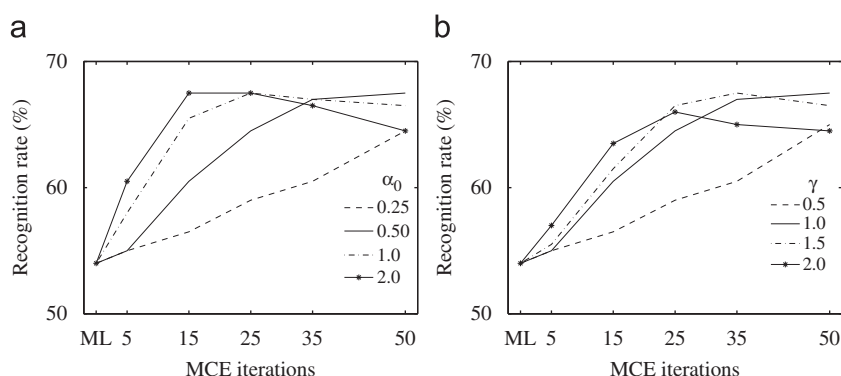 a
Recognition rate (%)
70
60
50
α0
0.25
0.50
1.0
2.0
ML 5 15 25 35 50
MCE iterations
b
Recognition rate (%)
70
60
50
γ
0.5
1.0
1.5
2.0
ML 5 15 25 35 50
MCE iterations